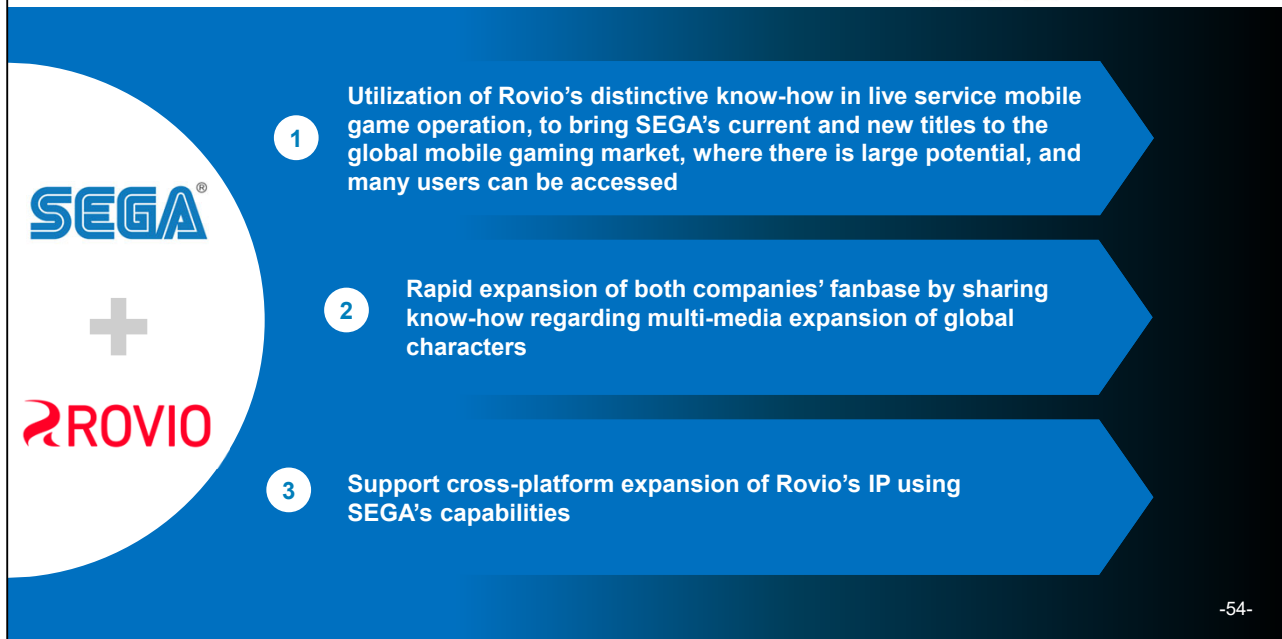 SEGA®
ROVIO
1
Utilization of Rovio’s distinctive know-how in live service mobile
game operation, to bring SEGA’s current and new titles to the
global mobile gaming market, where there is large potential, and
many users can be accessed
2
Rapid expansion of both companies’ fanbase by sharing
know-how regarding multi-media expansion of global
characters
3
Support cross-platform expansion of Rovio’s IP using
SEGA’s capabilities
-54-